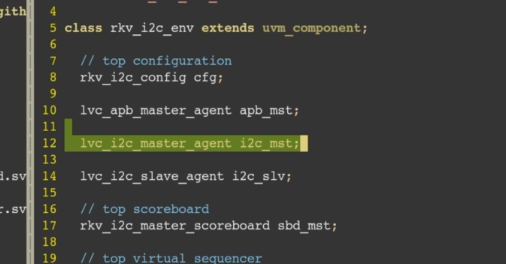 gith
4
5 class rkv_i2c_env extends uvm_component;
6
7 // top configuration
8 rkv_i2c_config cfg;
9
10 lvc_apb_master_agent apb_mst;
11
12 lvc_i2c_master_agent i2c_mst;
13
d.sv 14 lvc_i2c_slave_agent i2c_slv;
15
r.sv 16 // top scoreboard
17 rkv_i2c_master_scoreboard sbd_mst;
18
19 // top virtual sequencer